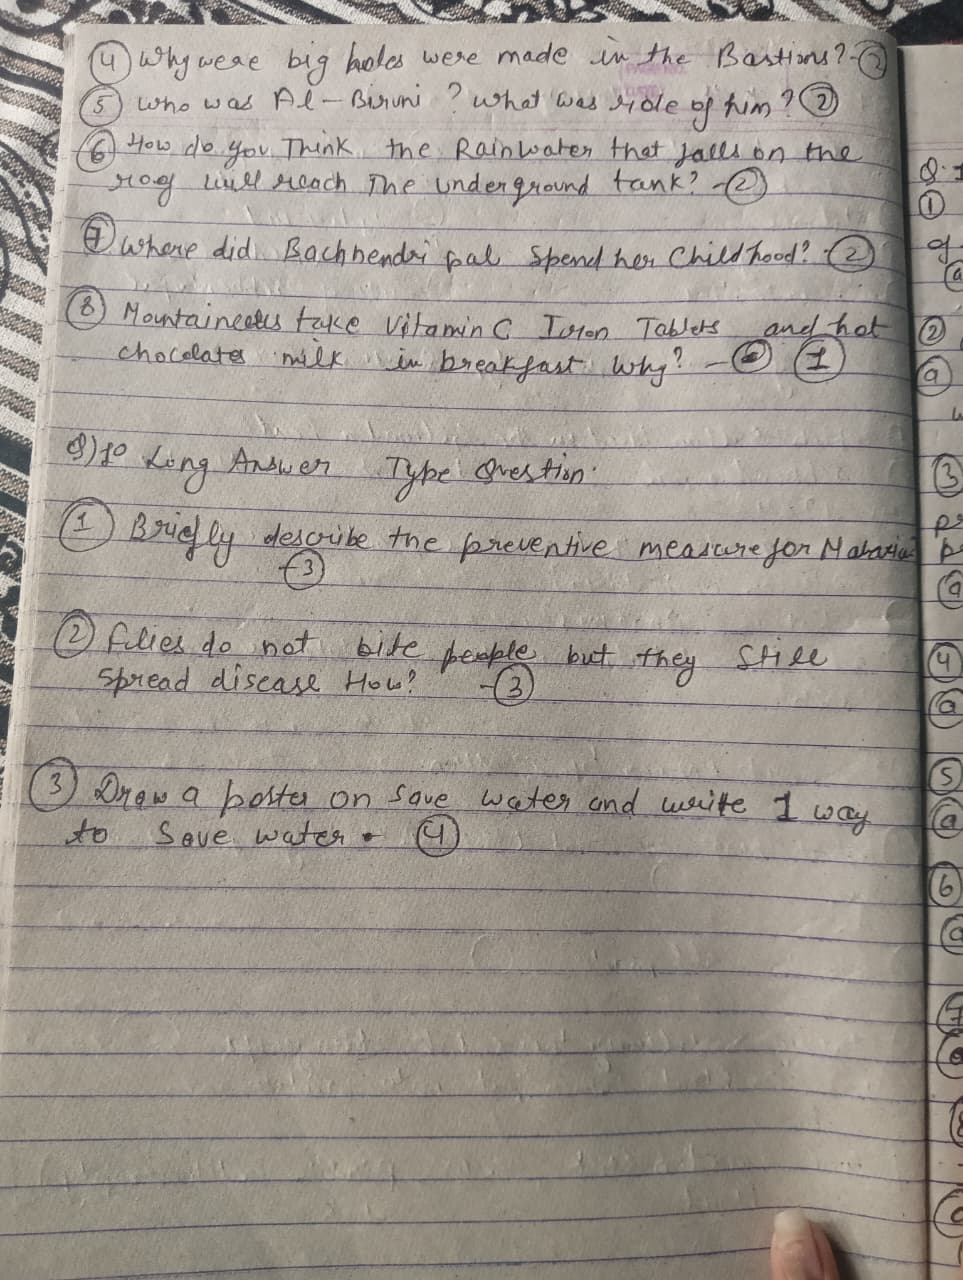 ④ Why were big holes were made in the Bastions? - ②
⑤ Who was Al-Biruni? What was role of him? ②
⑥ How do you Think the Rainwater that falls on the
roof will reach The underground tank? - ②
⑦ Where did Bachhendri pal Spend her Childhood? - ②
⑧ Mountaineers take Vitamin C Iron Tablets and hot
chocolates milk in breakfast Why? - ①
Q)10 Long Answer Type Question.
① Briefly describe the preventive measure for Malaria?
- ③
② Filies do not bite people but they Still
Spread disease How? - ③
③ Draw a poster on Save water and write 1 way
to Save water. ④
Q.1
①
of
②
ⓐ
③
pr
ⓐ
④
ⓐ
⑤
ⓐ
⑥
⑦